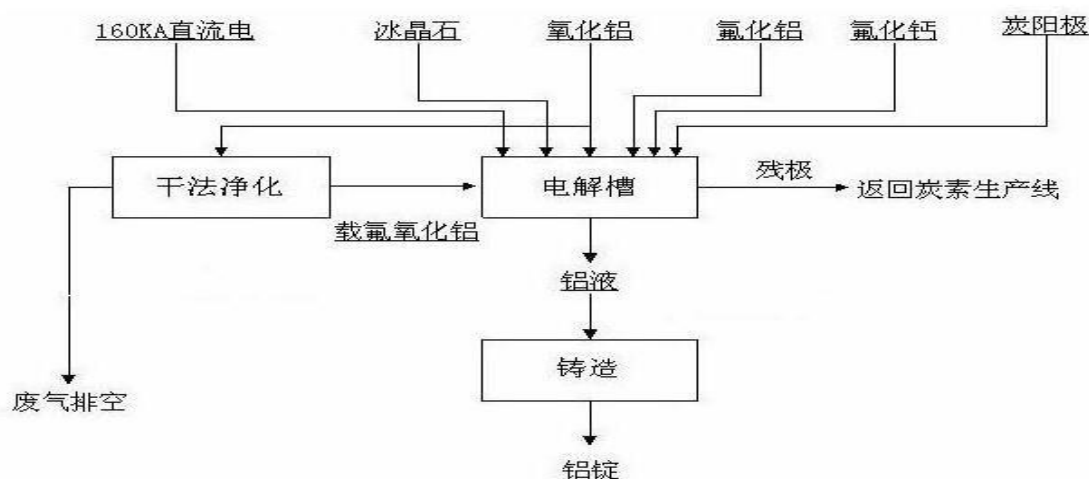 160KA直流电
冰晶石
氧化铝
氟化铝
氟化钙
炭阳极
干法净化
电解槽
残极
返回炭素生产线
载氟氧化铝
铝液
铸造
废气排空
铝锭